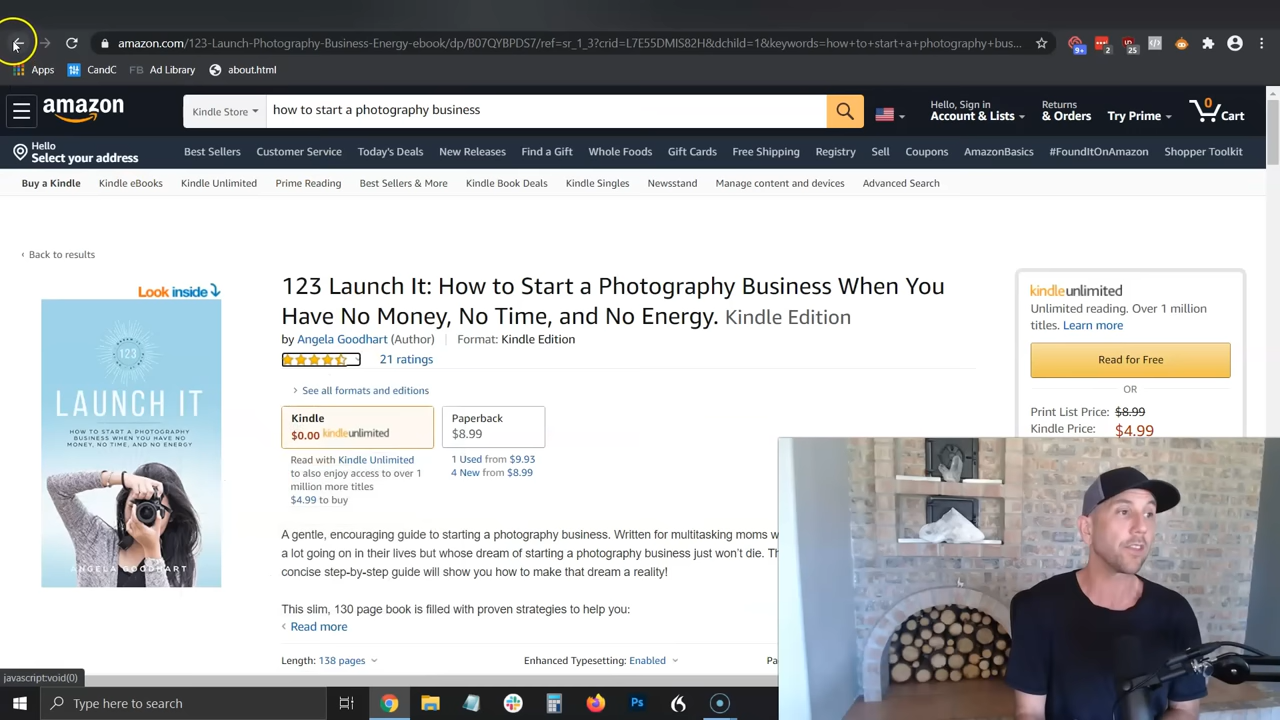 amazon.com/123-Launch-Photography-Business-Energy-ebook/dp/B07QYBPDS7/ref=sr_1_3?crid=L7E55DMIS82H&dchild=1&keywords=how+to+start+a+photography+bus...
9+
2
25
Apps
CandC
FB Ad Library
about.html
amazon
Kindle Store
how to start a photography business
Hello, Sign in
Account & Lists
Returns
& Orders
Try Prime
0
Cart
Hello
Select your address
Best Sellers
Customer Service
Today's Deals
New Releases
Find a Gift
Whole Foods
Gift Cards
Free Shipping
Registry
Sell
Coupons
AmazonBasics
#FoundItOnAmazon
Shopper Toolkit
Buy a Kindle
Kindle eBooks
Kindle Unlimited
Prime Reading
Best Sellers & More
Kindle Book Deals
Kindle Singles
Newsstand
Manage content and devices
Advanced Search
‹ Back to results
Look inside
123
LAUNCH IT
HOW TO START A PHOTOGRAPHY
BUSINESS WHEN YOU HAVE NO
MONEY, NO TIME, AND NO ENERGY
ANGELA GOODHART
123 Launch It: How to Start a Photography Business When You
Have No Money, No Time, and No Energy. Kindle Edition
by Angela Goodhart (Author) | Format: Kindle Edition
21 ratings
› See all formats and editions
Kindle
$0.00 kindleunlimited
Paperback
$8.99
Read with Kindle Unlimited
to also enjoy access to over 1
million more titles
$4.99 to buy
1 Used from $9.93
4 New from $8.99
A gentle, encouraging guide to starting a photography business. Written for multitasking moms w
a lot going on in their lives but whose dream of starting a photography business just won't die. Th
concise step-by-step guide will show you how to make that dream a reality!
This slim, 130 page book is filled with proven strategies to help you:
‹ Read more
Length: 138 pages
Enhanced Typesetting: Enabled
Pa
kindleunlimited
Unlimited reading. Over 1 million
titles. Learn more
Read for Free
OR
Print List Price: $8.99
Kindle Price: $4.99
javascript:void(0)
Type here to search
Ps